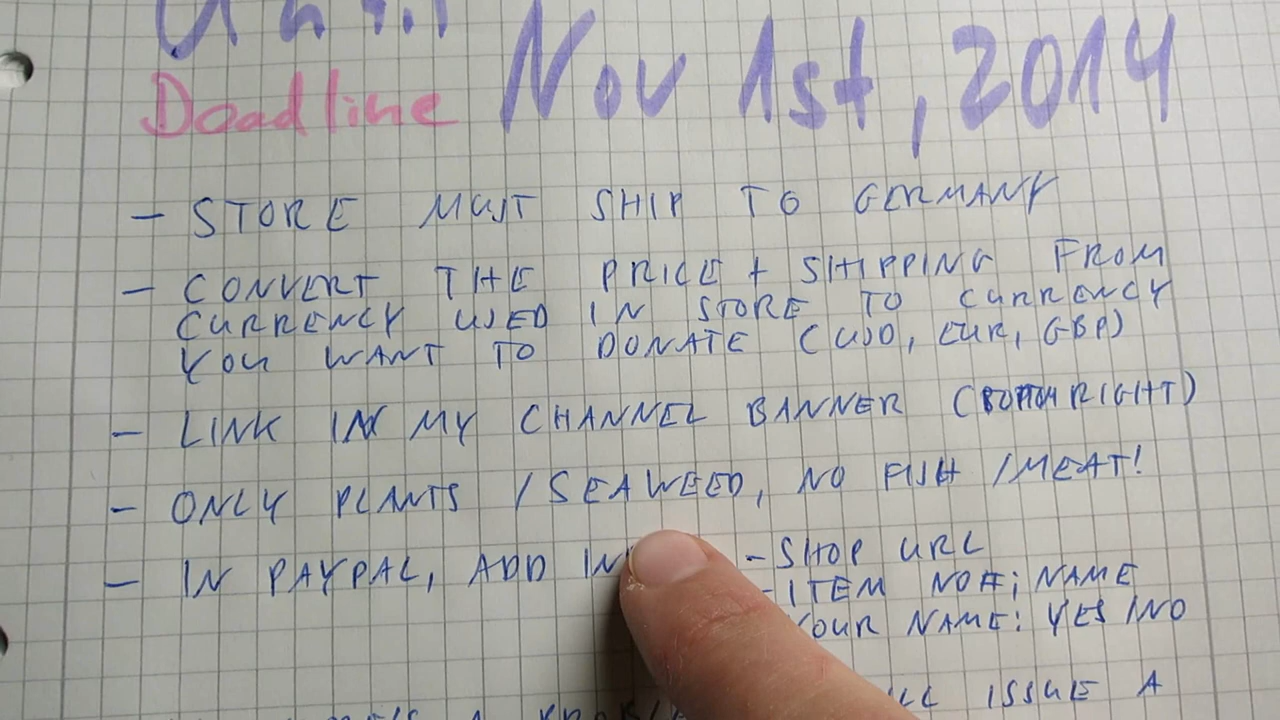 Until
Deadline Nov 1st, 2014
- STORE MUST SHIP TO GERMANY
- CONVERT THE PRICE + SHIPPING FROM
CURRENCY USED IN STORE TO CURRENCY
YOU WANT TO DONATE (USD, EUR, GBP)
- LINK IN MY CHANNEL BANNER (BOTTOM RIGHT)
- ONLY PLANTS / SEAWEED, NO FISH / MEAT!
- IN PAYPAL, ADD - SHOP URL
- ITEM NO#; NAME
YOUR NAME: YES / NO
A ISSUE A